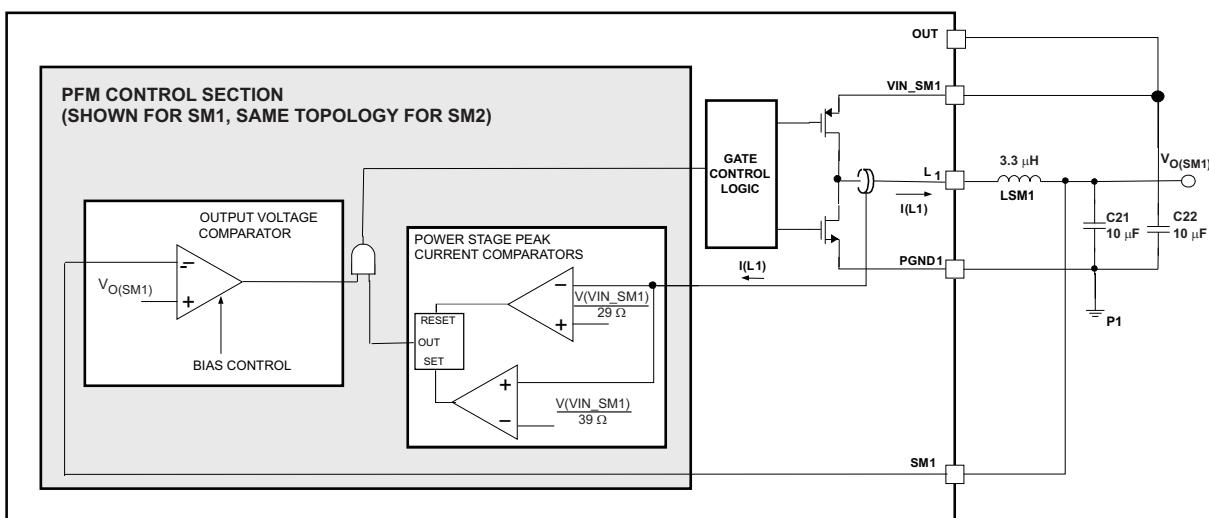 OUT
PFM CONTROL SECTION
(SHOWN FOR SM1, SAME TOPOLOGY FOR SM2)
VIN_SM1
GATE
CONTROL
LOGIC
L1
I(L1)
3.3 µH
LSM1
VO(SM1)
C21
10 µF
C22
10 µF
OUTPUT VOLTAGE
COMPARATOR
-
VO(SM1)
+
BIAS CONTROL
POWER STAGE PEAK
CURRENT COMPARATORS
I(L1)
PGND1
P1
RESET
OUT
SET
-
V(VIN_SM1)
29 Ω
+
+
V(VIN_SM1)
39 Ω
-
SM1